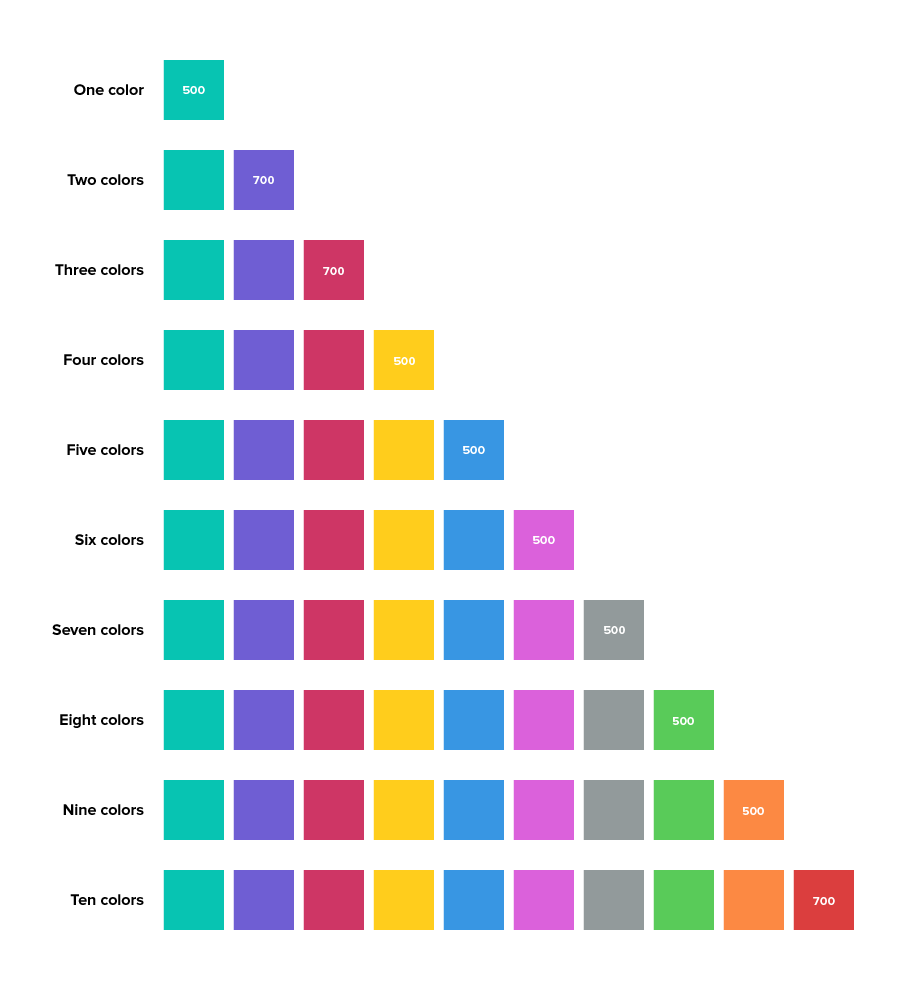 One color 500
Two colors 700
Three colors 700
Four colors 500
Five colors 500
Six colors 500
Seven colors 500
Eight colors 500
Nine colors 500
Ten colors 700